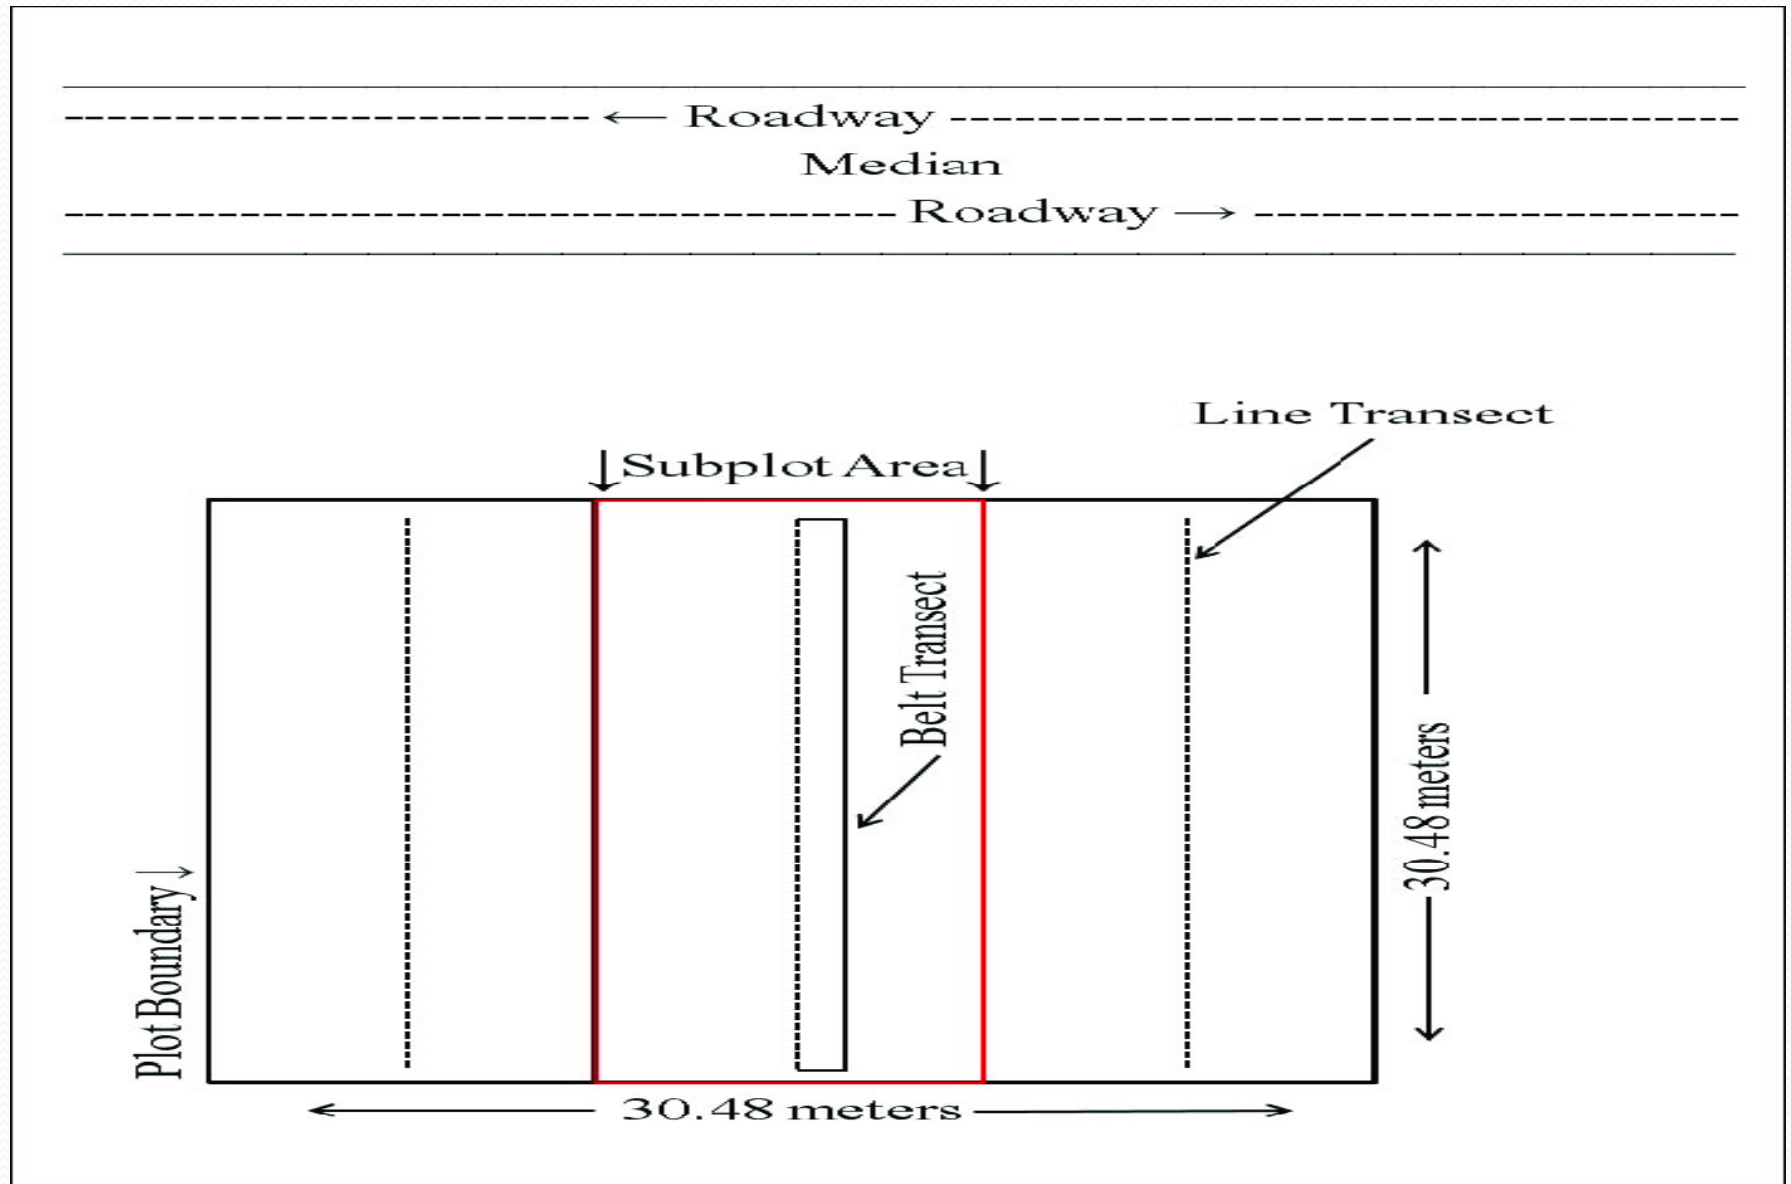 ← Roadway
Median
Roadway →
Line Transect
↓Subplot Area↓
Belt Transect
30.48 meters
Plot Boundary↓
30.48 meters